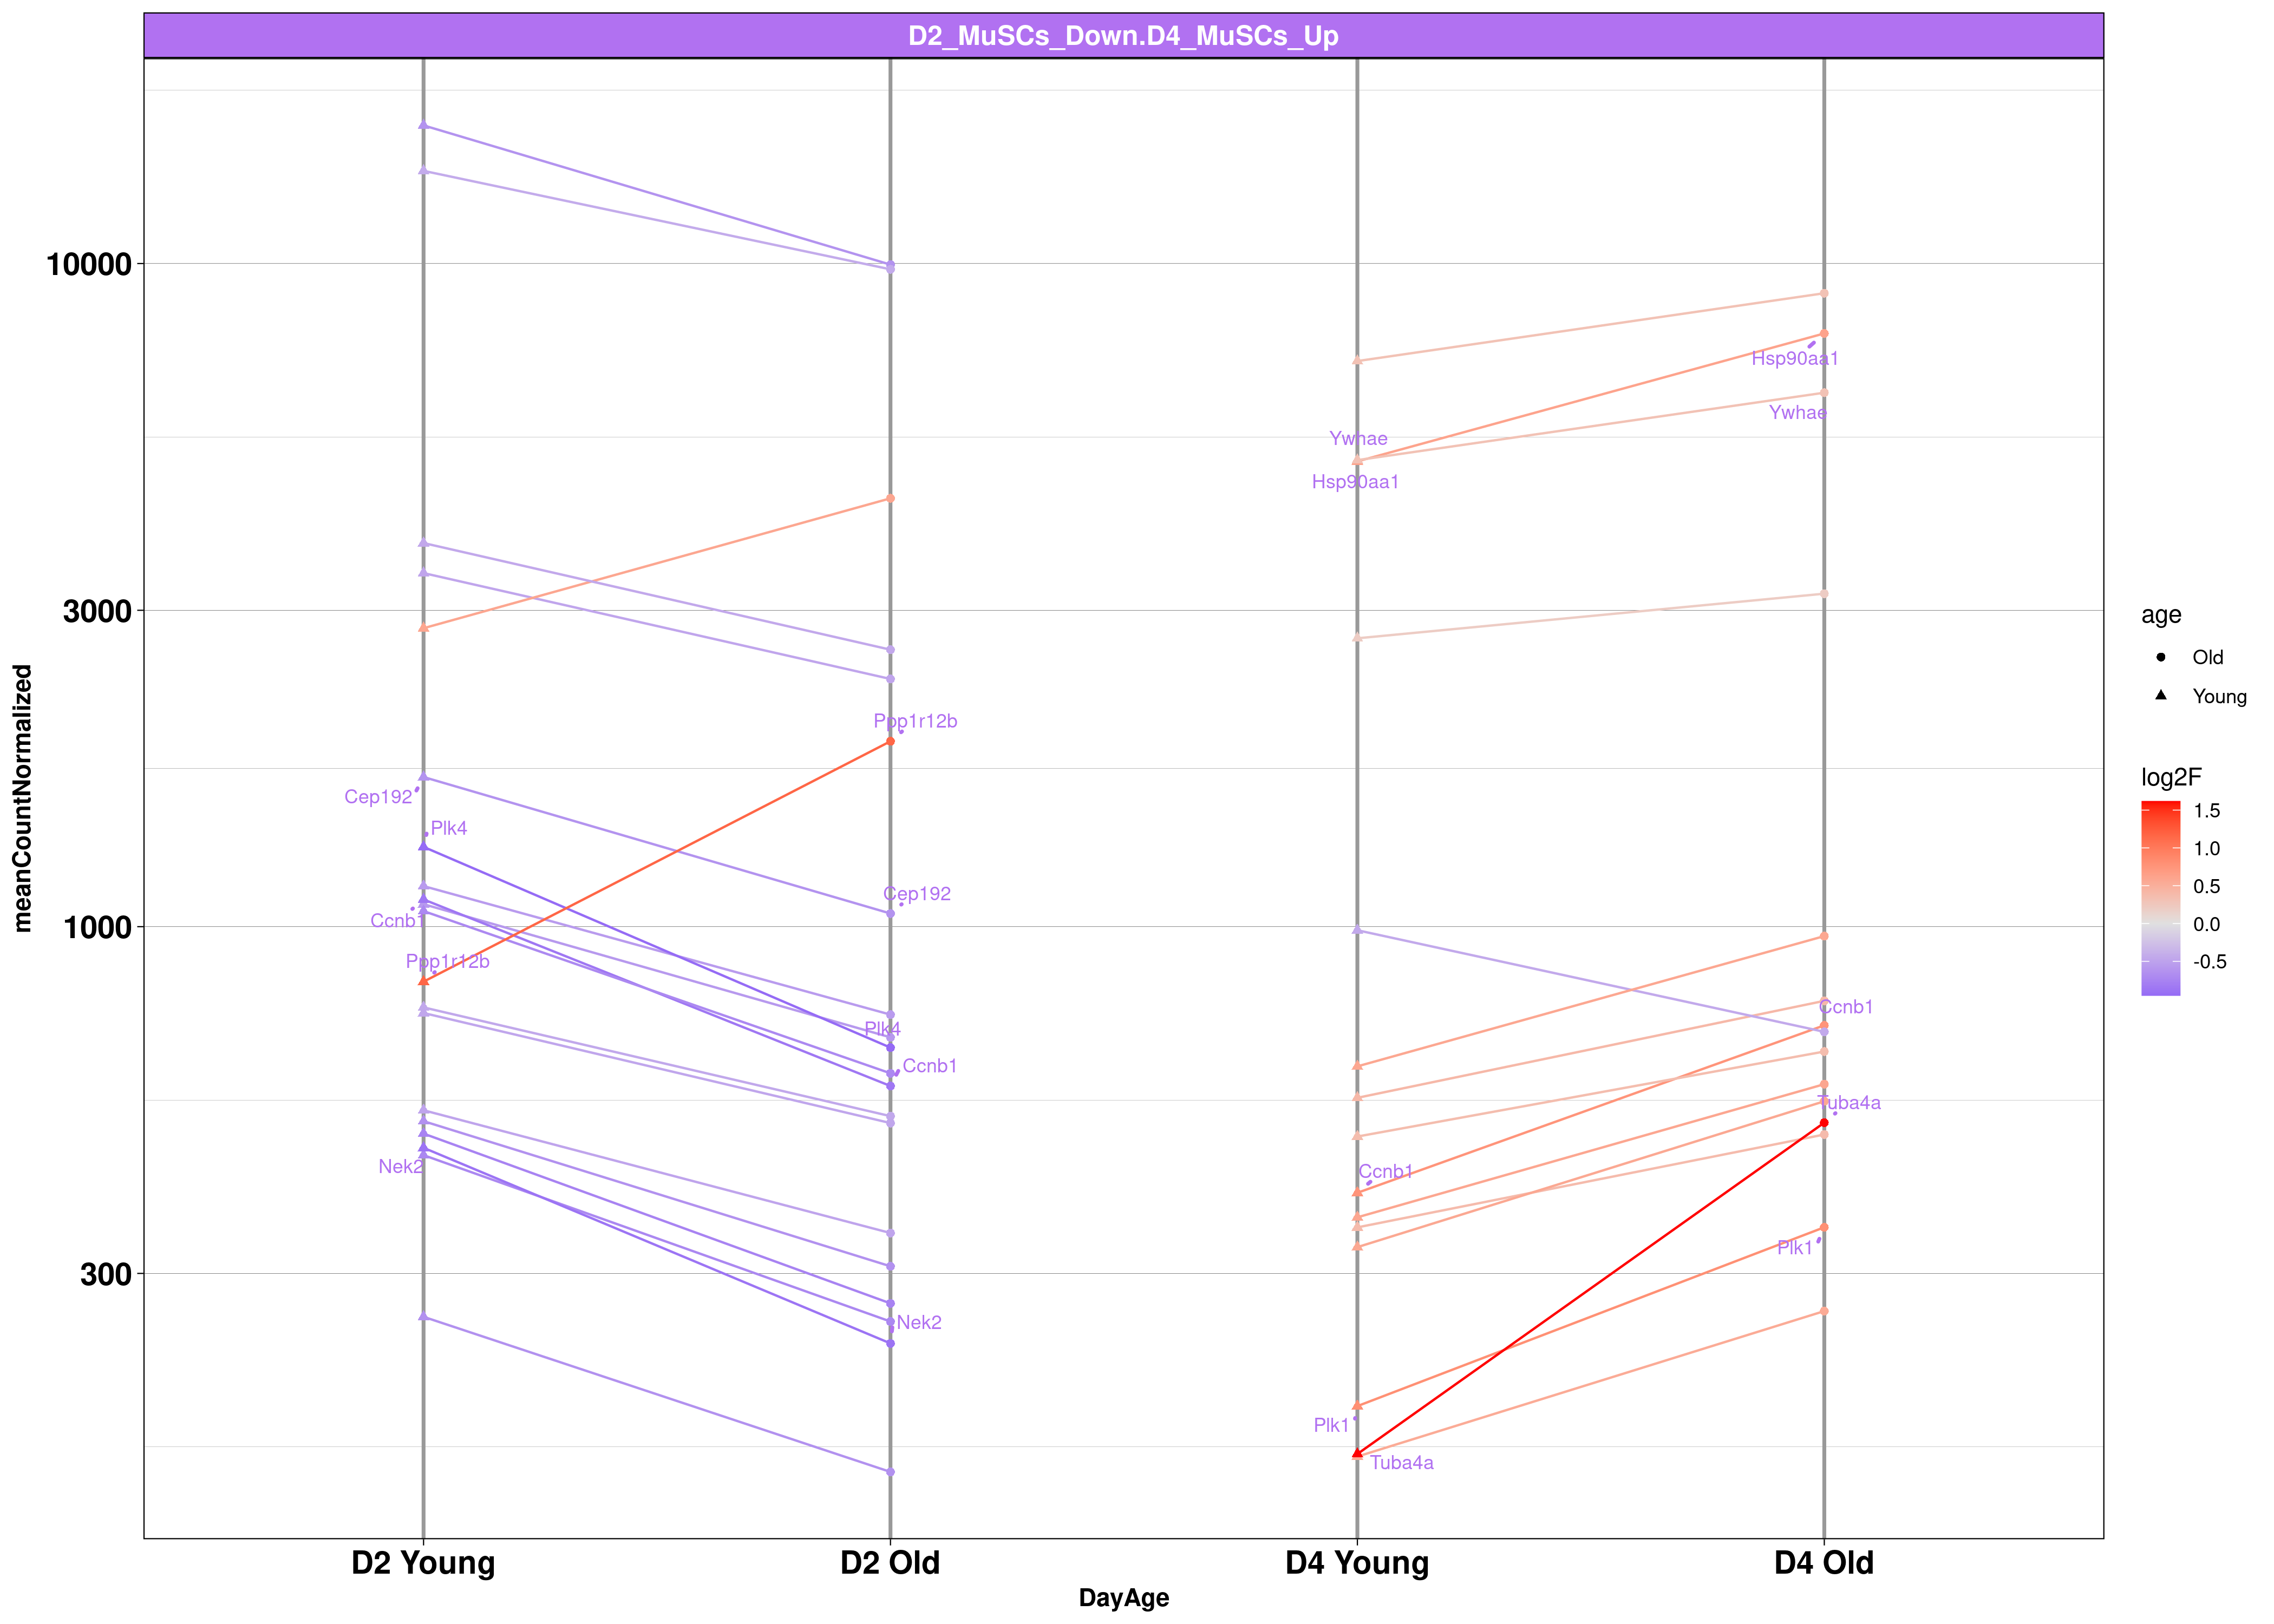 D2_MuSCs_Down.D4_MuSCs_Up
meanCountNormalized
10000
3000
1000
300
Hsp90aa1
Ywhae
Ywhae
Hsp90aa1
Ppp1r12b
Cep192
Plk4
Cep192
Ccnb1
Ppp1r12b
Ccnb1
Plk4
Ccnb1
Tuba4a
Nek2
Ccnb1
Plk1
Nek2
Plk1
Tuba4a
D2 Young
D2 Old
D4 Young
D4 Old
DayAge
age
Old
Young
log2F
1.5
1.0
0.5
0.0
-0.5